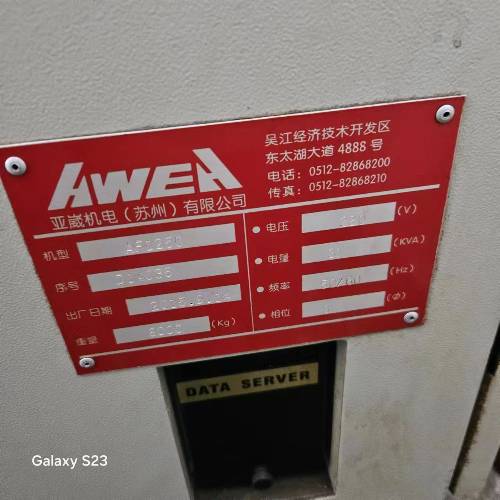 AWEA
亚崴机电（苏州）有限公司
吴江经济技术开发区
东太湖大道 4888 号
电话：0512-82868200
传真：0512-82868210
机型
序号
出厂日期
重量 8000 (Kg)
电压 (V)
电量 (KVA)
频率 50/60 (Hz)
相位 (Φ)
DATA SERVER
Galaxy S23